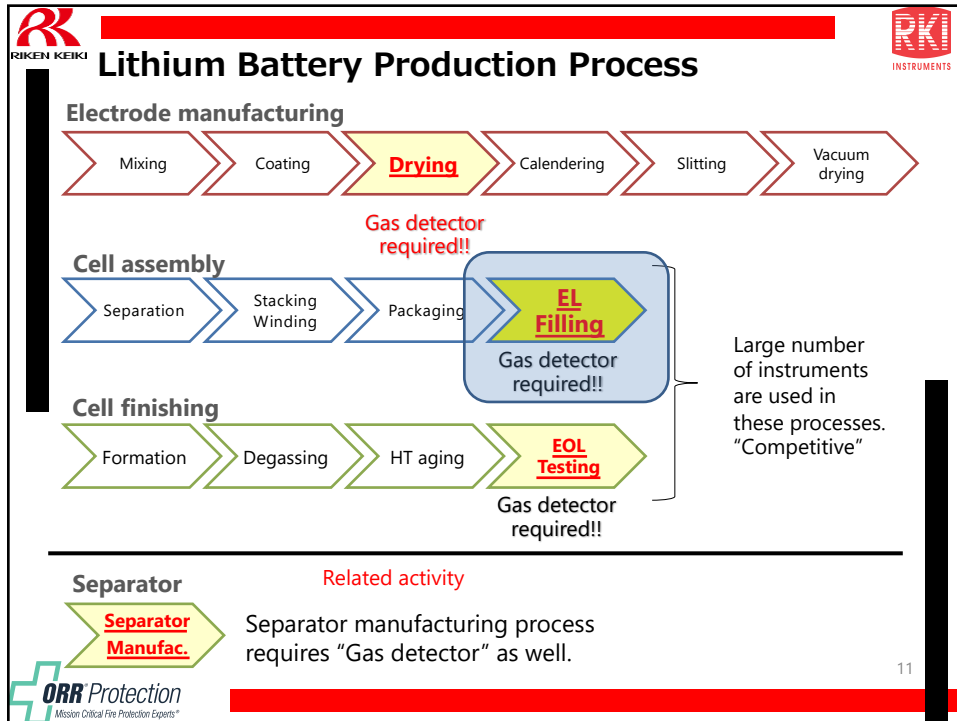 RIKEN KEIKI
RKI
INSTRUMENTS
Lithium Battery Production Process
Electrode manufacturing
Mixing
Coating
Drying
Calendering
Slitting
Vacuum
drying
Gas detector
required!!
Cell assembly
Separation
Stacking
Winding
Packaging
EL
Filling
Gas detector
required!!
Large number
of instruments
are used in
these processes.
“Competitive”
Cell finishing
Formation
Degassing
HT aging
EOL
Testing
Gas detector
required!!
Separator
Related activity
Separator
Manufac.
Separator manufacturing process
requires “Gas detector” as well.
11
ORR® Protection
Mission Critical Fire Protection Experts®